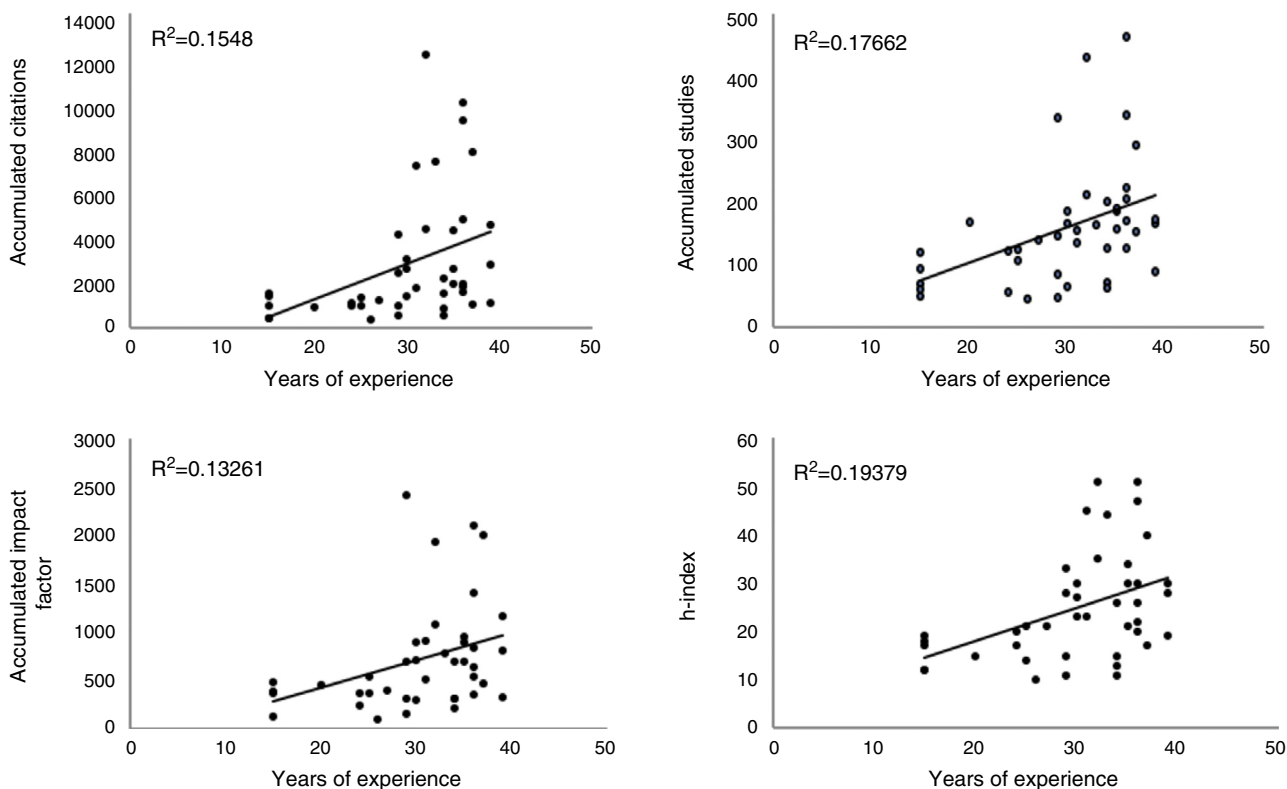 R²=0.1548
Accumulated citations
14000
12000
10000
8000
6000
4000
2000
0
0 10 20 30 40 50
Years of experience
R²=0.17662
Accumulated studies
500
400
300
200
100
0
0 10 20 30 40 50
Years of experience
R²=0.13261
Accumulated impact
factor
3000
2500
2000
1500
1000
500
0
0 10 20 30 40 50
Years of experience
R²=0.19379
h-index
60
50
40
30
20
10
0
0 10 20 30 40 50
Years of experience